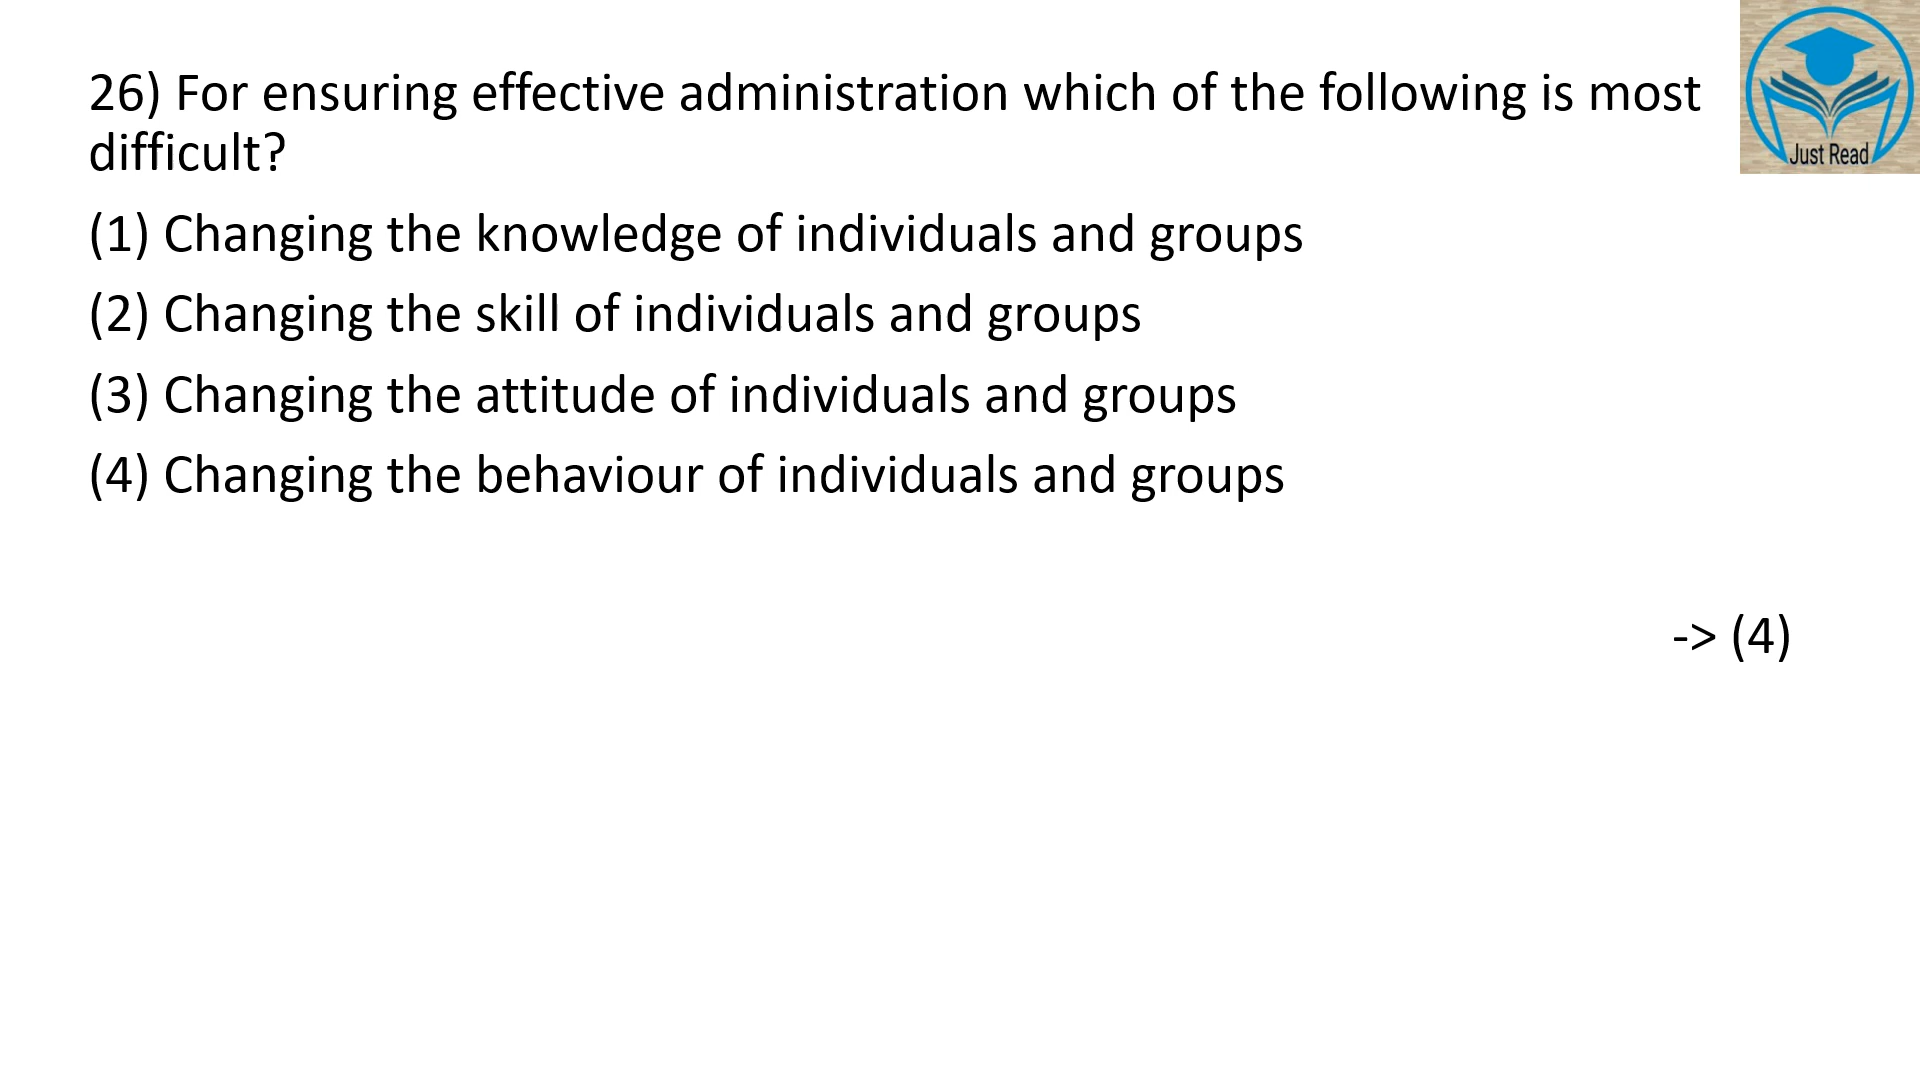 26) For ensuring effective administration which of the following is most
difficult?
(1) Changing the knowledge of individuals and groups
(2) Changing the skill of individuals and groups
(3) Changing the attitude of individuals and groups
(4) Changing the behaviour of individuals and groups
-> (4)
Just Read